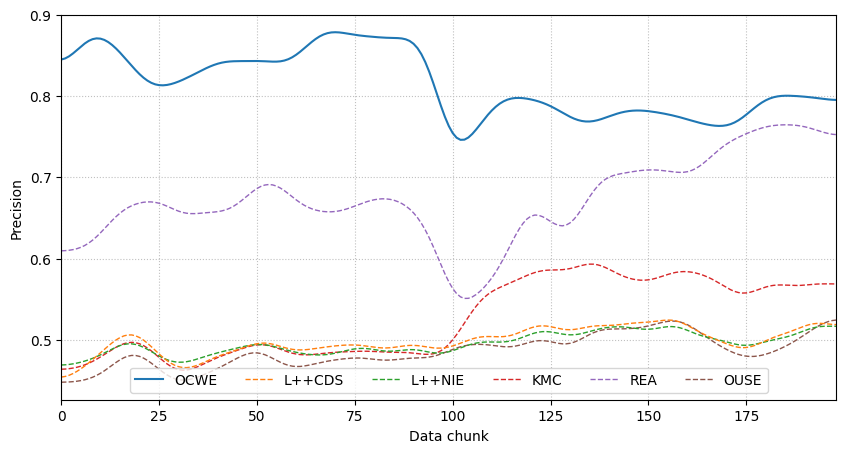 0.9
0.8
0.7
0.6
0.5
Precision
OCWE L++CDS L++NIE KMC REA OUSE
0 25 50 75 100 125 150 175
Data chunk